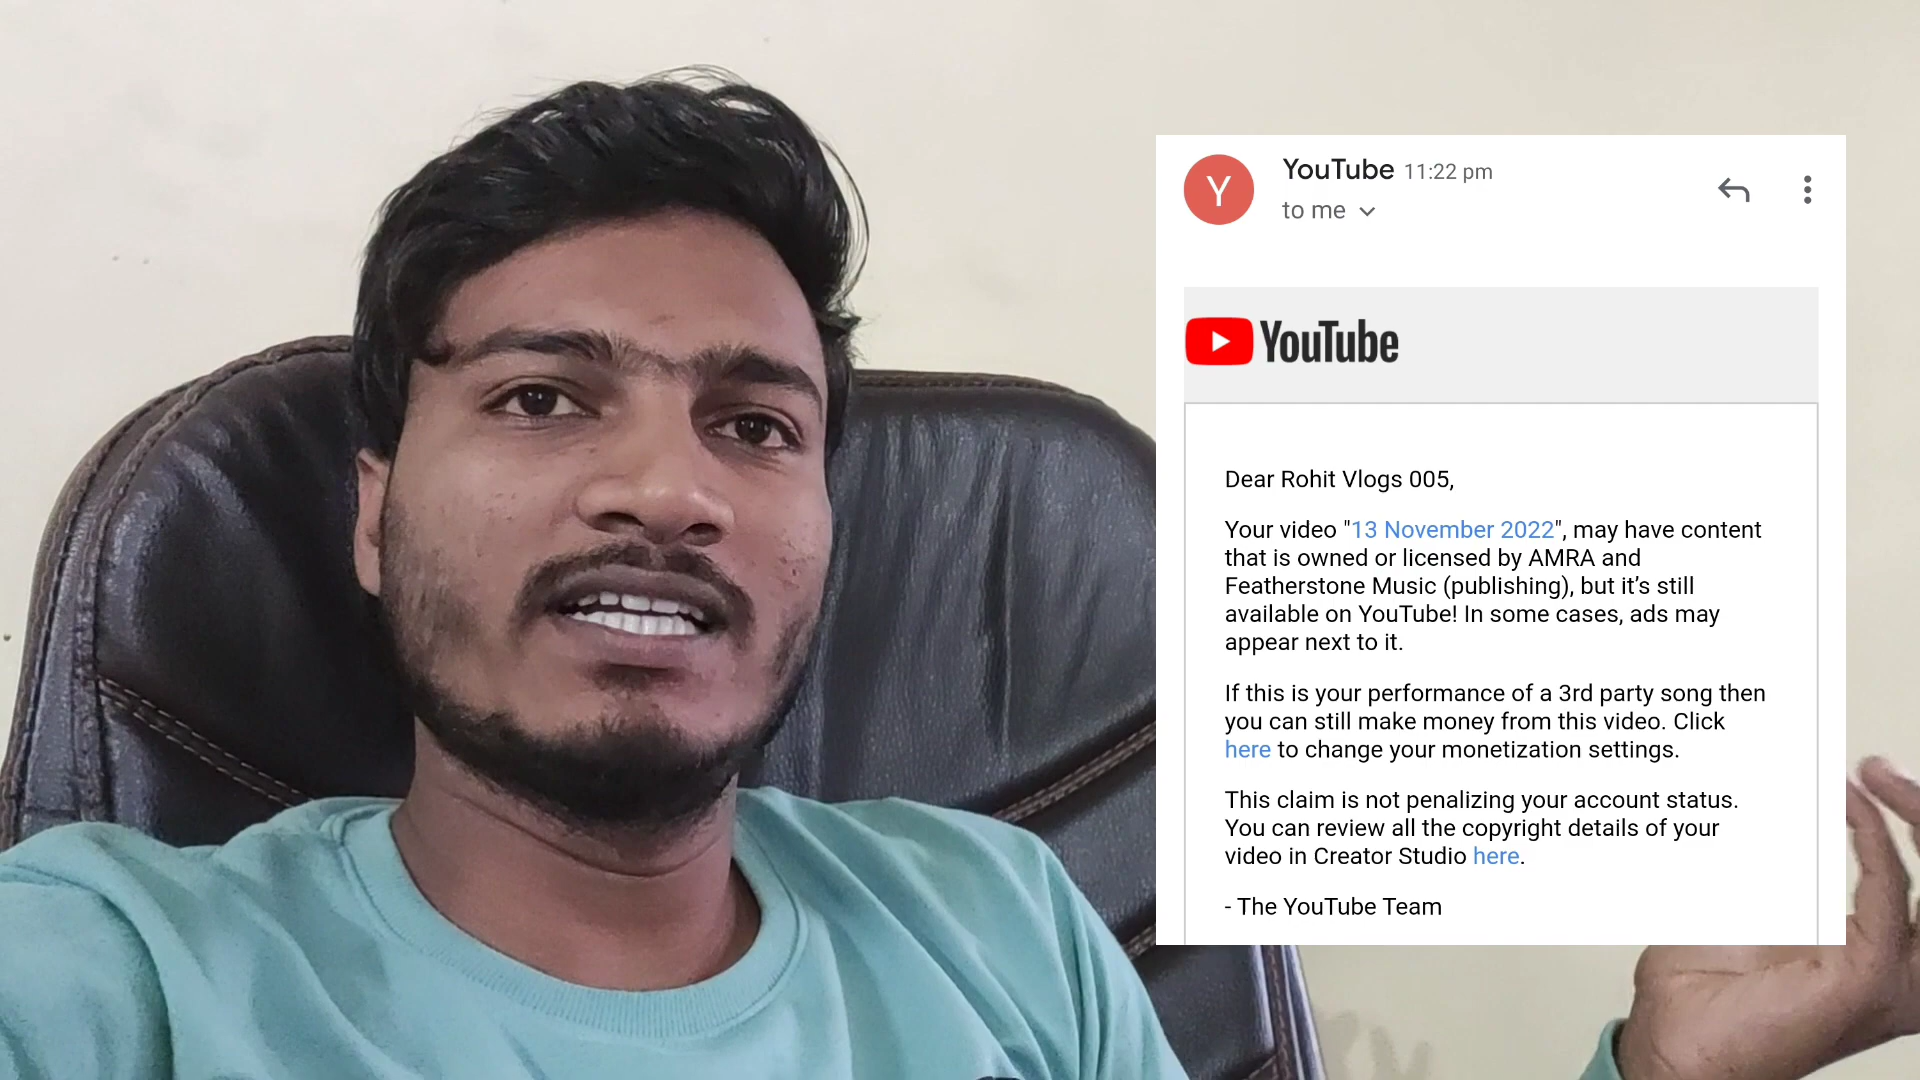 Y
YouTube 11:22 pm
to me
YouTube
Dear Rohit Vlogs 005,
Your video "13 November 2022", may have content
that is owned or licensed by AMRA and
Featherstone Music (publishing), but it’s still
available on YouTube! In some cases, ads may
appear next to it.
If this is your performance of a 3rd party song then
you can still make money from this video. Click
here to change your monetization settings.
This claim is not penalizing your account status.
You can review all the copyright details of your
video in Creator Studio here.
- The YouTube Team